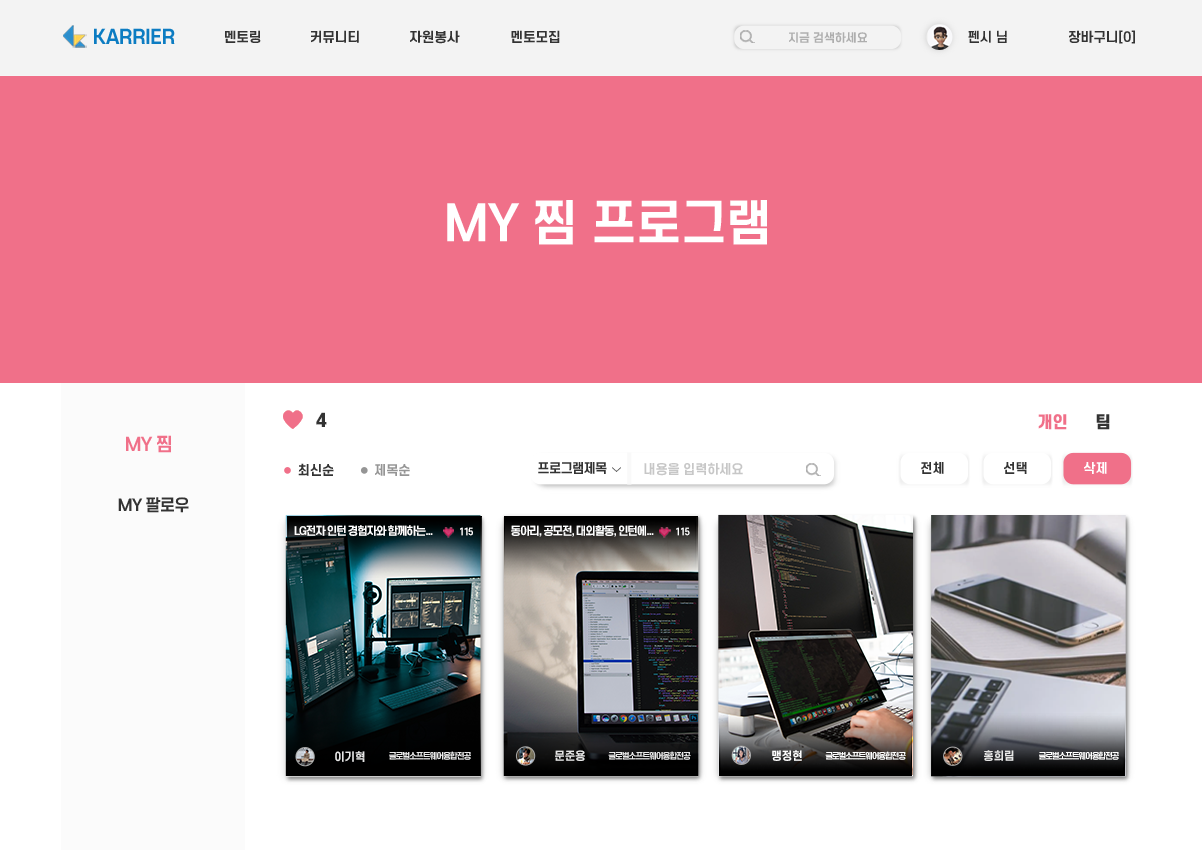 KARRIER 멘토링 커뮤니티 자원봉사 멘토모집 지금 검색하세요 펜시 님 장바구니[0]
MY 찜 프로그램
4 개인 팀
MY 찜
최신순 제목순 프로그램제목 내용을 입력하세요 전체 선택 삭제
MY 팔로우
LG전자 인턴 경험자와 함께하는... 115
동아리, 공모전, 대외활동, 인턴에... 115
이기혁 글로벌소프트웨어융합전공
문준용 글로벌소프트웨어융합전공
맹정현 글로벌소프트웨어융합전공
홍희림 글로벌소프트웨어융합전공